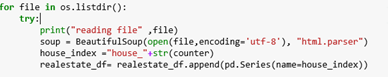 for file in os.listdir():
    try:
        print("reading file" ,file)
        soup = BeautifulSoup(open(file,encoding='utf-8'), "html.parser")
        house_index ="house_"+str(counter)
        realestate_df= realestate_df.append(pd.Series(name=house_index))